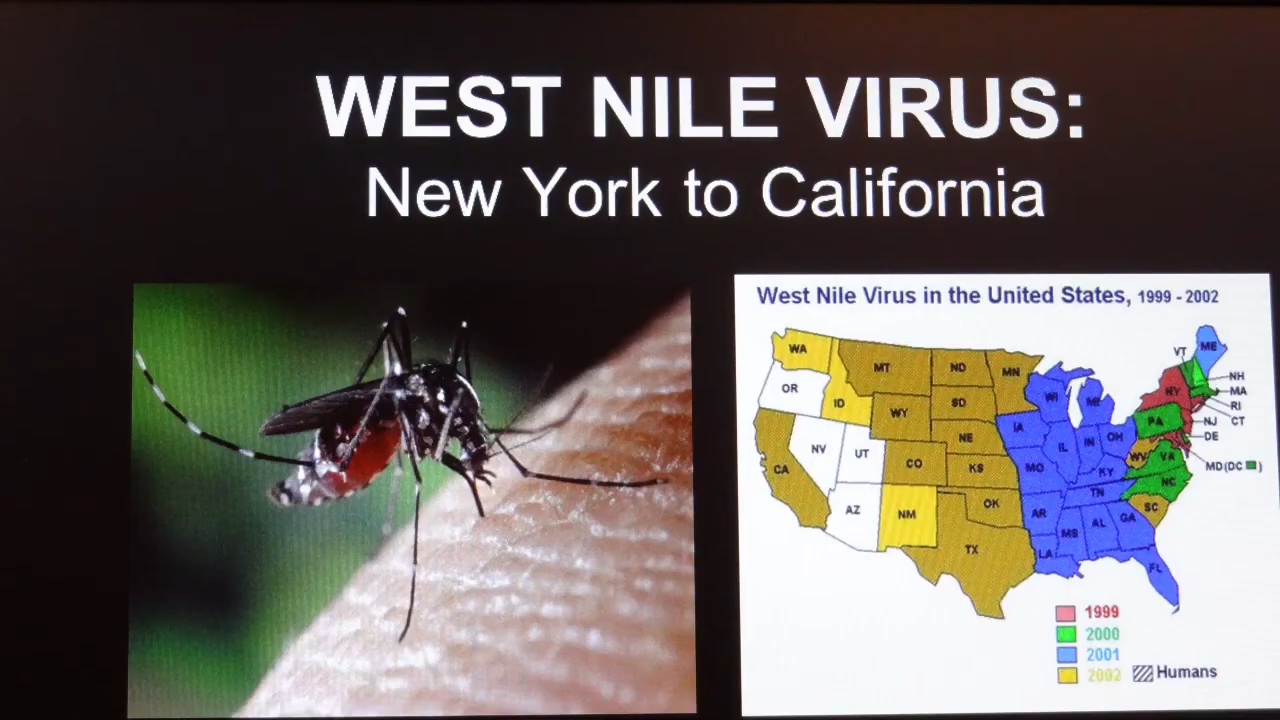 WEST NILE VIRUS:
New York to California
West Nile Virus in the United States, 1999 - 2002
WA
MT
ND
MN
OR
ID
WY
SD
WI
MI
VT
ME
NH
MA
RI
CT
NY
NJ
DE
PA
MD (DC )
NV
UT
CO
NE
KS
IA
IL
IN
OH
WV
VA
CA
AZ
NM
OK
MO
KY
NC
TN
SC
TX
AR
LA
MS
AL
GA
FL
1999
2000
2001
2002
Humans